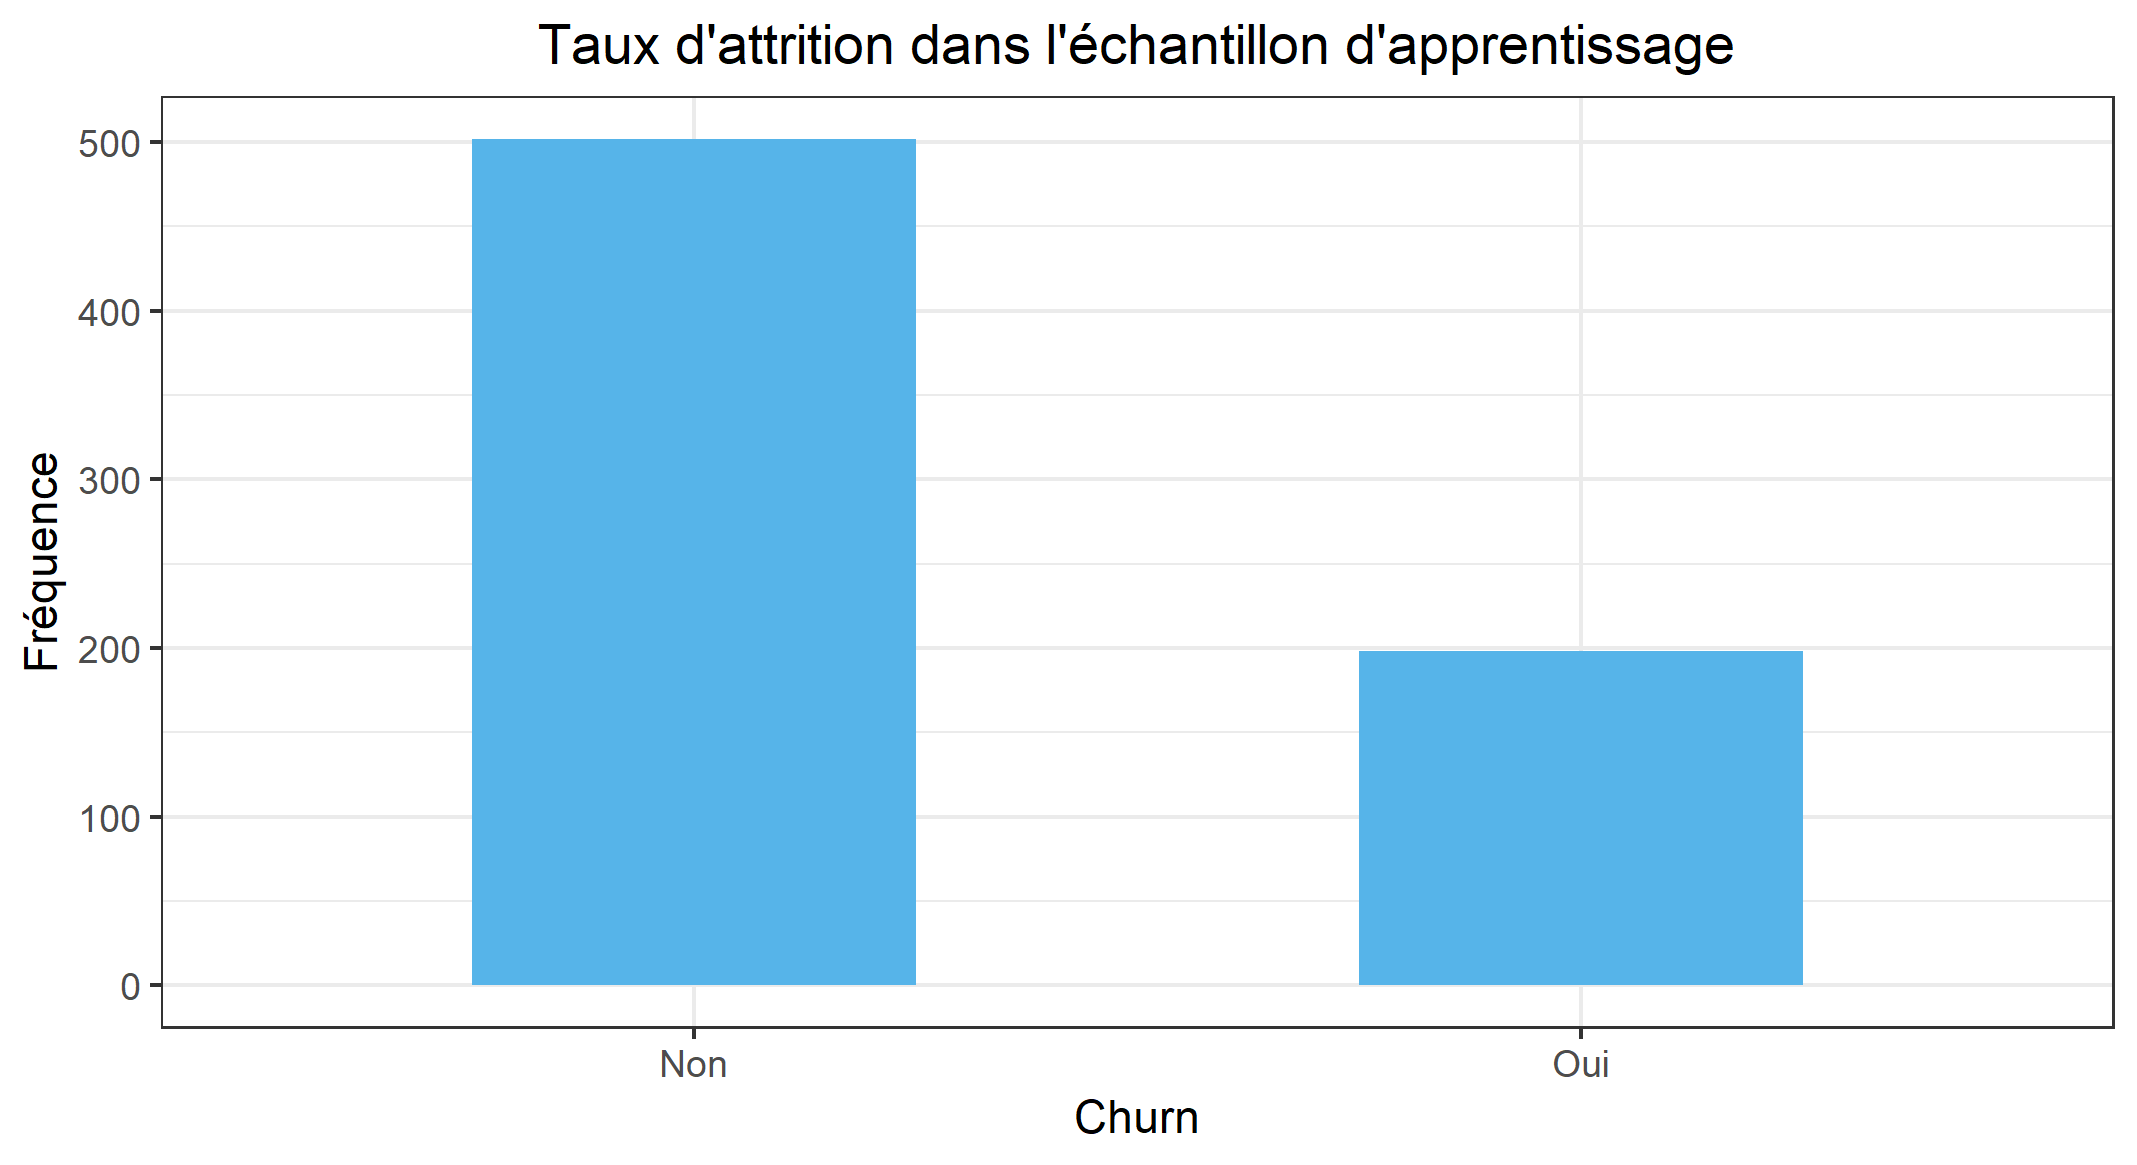 Taux d'attrition dans l'échantillon d'apprentissage
Fréquence
500
400
300
200
100
0
Non
Oui
Churn